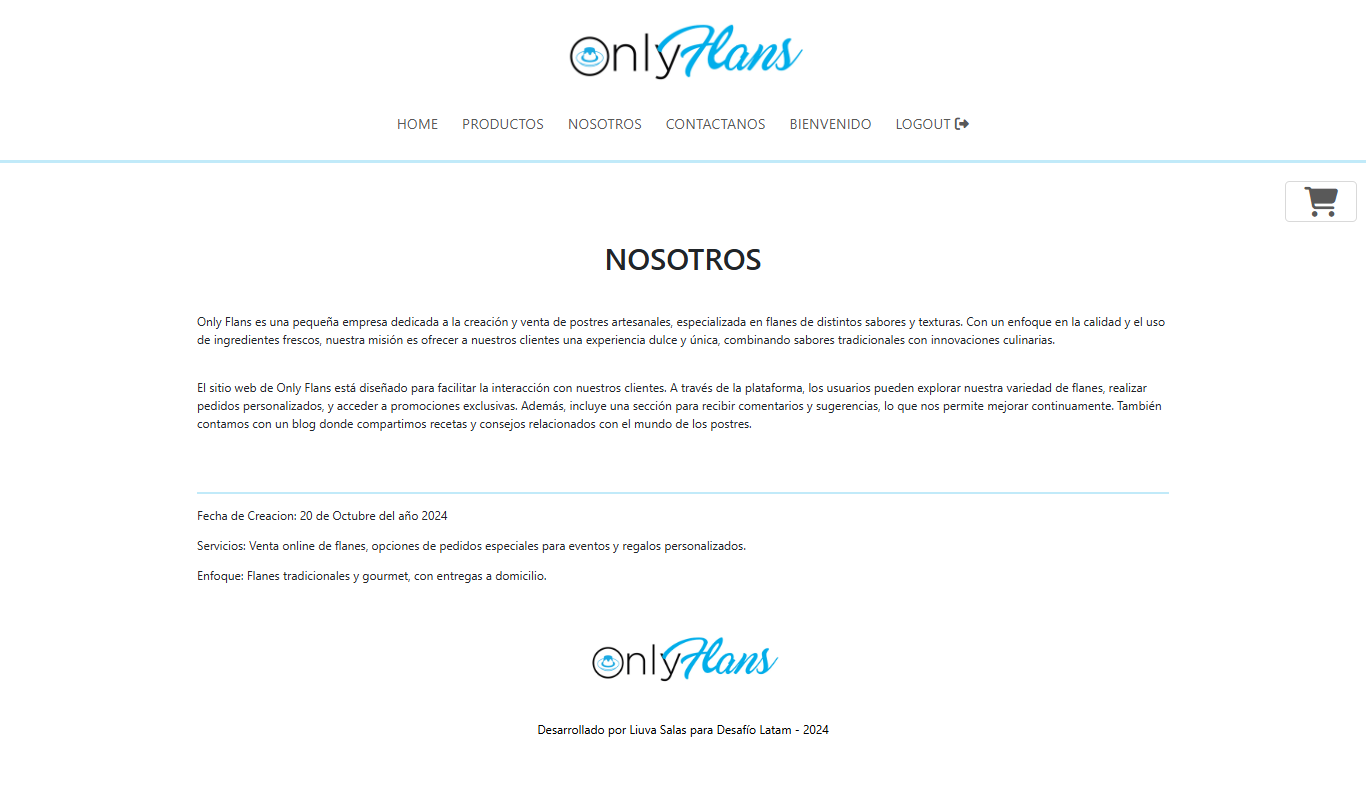 OnlyFlans
HOME PRODUCTOS NOSOTROS CONTACTANOS BIENVENIDO LOGOUT
NOSOTROS
Only Flans es una pequeña empresa dedicada a la creación y venta de postres artesanales, especializada en flanes de distintos sabores y texturas. Con un enfoque en la calidad y el uso
de ingredientes frescos, nuestra misión es ofrecer a nuestros clientes una experiencia dulce y única, combinando sabores tradicionales con innovaciones culinarias.
El sitio web de Only Flans está diseñado para facilitar la interacción con nuestros clientes. A través de la plataforma, los usuarios pueden explorar nuestra variedad de flanes, realizar
pedidos personalizados, y acceder a promociones exclusivas. Además, incluye una sección para recibir comentarios y sugerencias, lo que nos permite mejorar continuamente. También
contamos con un blog donde compartimos recetas y consejos relacionados con el mundo de los postres.
Fecha de Creacion: 20 de Octubre del año 2024
Servicios: Venta online de flanes, opciones de pedidos especiales para eventos y regalos personalizados.
Enfoque: Flanes tradicionales y gourmet, con entregas a domicilio.
OnlyFlans
Desarrollado por Liuva Salas para Desafío Latam - 2024